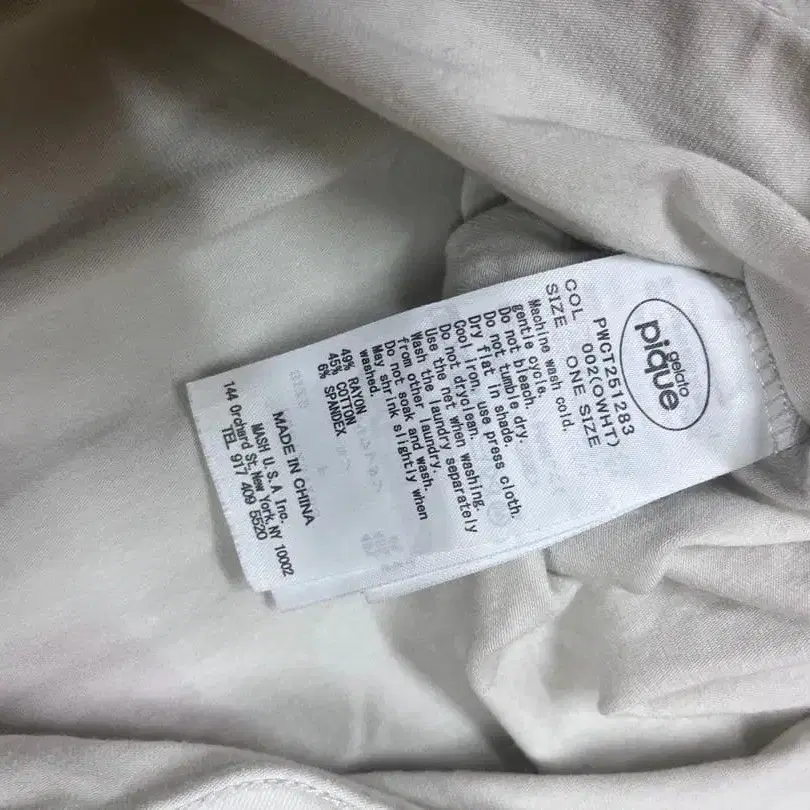 gelato
pique
PWCT251283
COL 002(OWHT)
SIZE ONE SIZE
Machine wash cold,
gentle cycle.
Do not bleach.
Do not tumble dry.
Dry flat in shade.
Cool iron, use press cloth.
Do not dryclean.
Use the net when washing.
Wash the laundry separately
from other laundry.
Do not soak and wash.
May shrink slightly when
washed.
49% RAYON
45% COTTON
6% SPANDEX
MADE IN CHINA
MASH U.S.A Inc.
144 Orchard St, New York, NY 10002
TEL 917 409 5520